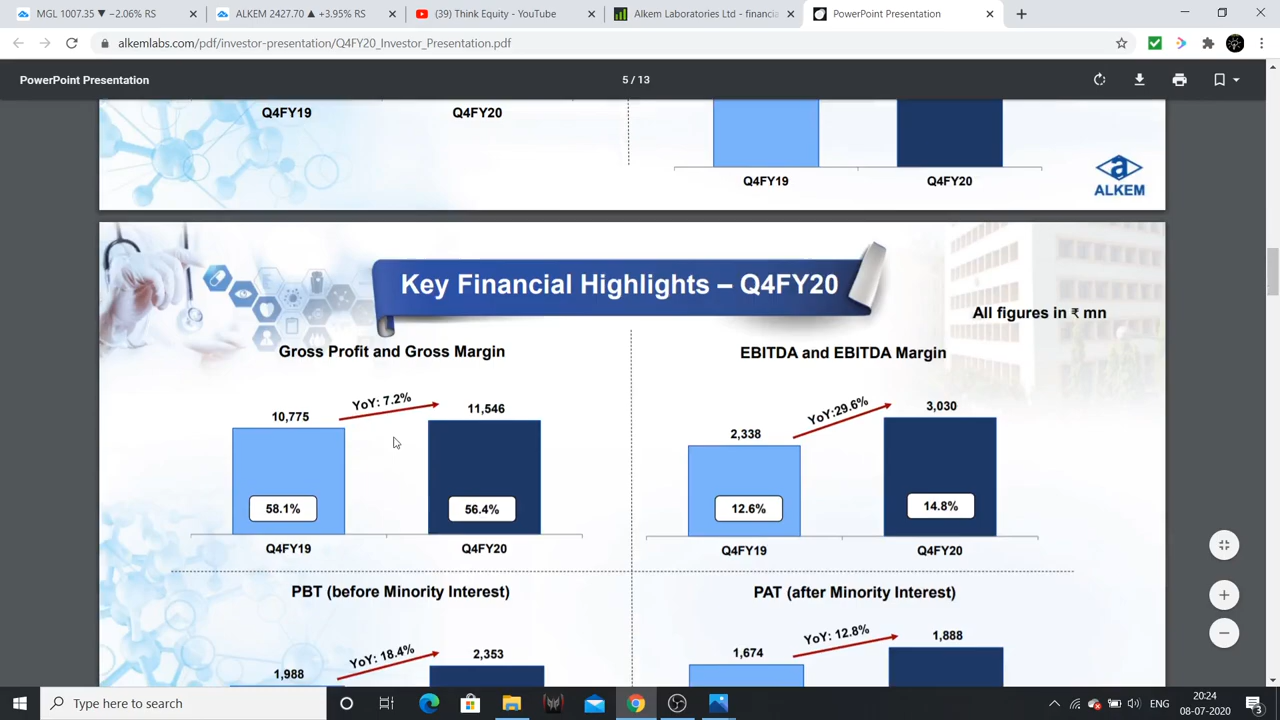 MGL 1007.35 ▼ −2.06% RS
ALKEM 2427.70 ▲ +3.95% RS
(39) Think Equity - YouTube
Alkem Laboratories Ltd - financia
PowerPoint Presentation
alkemlabs.com/pdf/investor-presentation/Q4FY20_Investor_Presentation.pdf
PowerPoint Presentation
5 / 13
Q4FY19
Q4FY20
Q4FY19
Q4FY20
ALKEM
Key Financial Highlights – Q4FY20
All figures in ₹ mn
Gross Profit and Gross Margin
10,775
YoY: 7.2%
11,546
58.1%
56.4%
Q4FY19
Q4FY20
EBITDA and EBITDA Margin
2,338
YoY:29.6%
3,030
12.6%
14.8%
Q4FY19
Q4FY20
PBT (before Minority Interest)
1,988
YoY: 18.4%
2,353
PAT (after Minority Interest)
1,674
YoY: 12.8%
1,888
Type here to search
ENG
20:24
08-07-2020
3